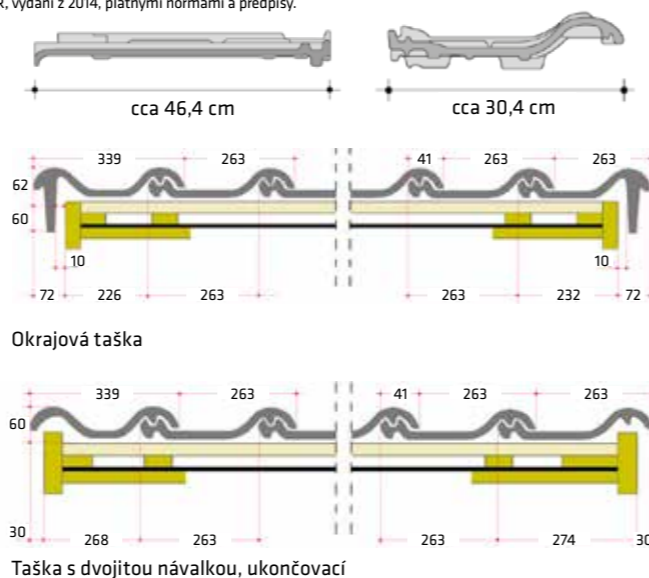 R, vydání z 2014, platnými normami a předpisy.
cca 46,4 cm
cca 30,4 cm
339 263 41 263 263
62
60
10 10
72 226 263 263 232 72
Okrajová taška
339 263 41 263 263
60
30 268 263 263 274 30
Taška s dvojitou návalkou, ukončovací